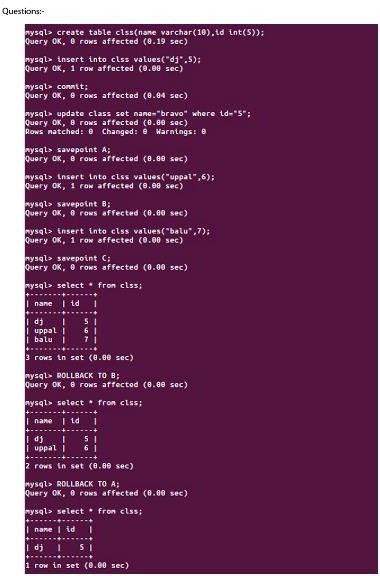 Questions:-
mysql> create table clss(name varchar(10),id int(5));
Query OK, 0 rows affected (0.19 sec)
mysql> insert into clss values("dj",5);
Query OK, 1 row affected (0.00 sec)
mysql> commit;
Query OK, 0 rows affected (0.04 sec)
mysql> update class set name="bravo" where id="5";
Query OK, 0 rows affected (0.00 sec)
Rows matched: 0  Changed: 0  Warnings: 0
mysql> savepoint A;
Query OK, 0 rows affected (0.00 sec)
mysql> insert into clss values("uppal",6);
Query OK, 1 row affected (0.00 sec)
mysql> savepoint B;
Query OK, 0 rows affected (0.00 sec)
mysql> insert into clss values("balu",7);
Query OK, 1 row affected (0.00 sec)
mysql> savepoint C;
Query OK, 0 rows affected (0.00 sec)
mysql> select * from clss;
+-------+------+
| name  | id   |
+-------+------+
| dj    |    5 |
| uppal |    6 |
| balu  |    7 |
+-------+------+
3 rows in set (0.00 sec)
mysql> ROLLBACK TO B;
Query OK, 0 rows affected (0.00 sec)
mysql> select * from clss;
+-------+------+
| name  | id   |
+-------+------+
| dj    |    5 |
| uppal |    6 |
+-------+------+
2 rows in set (0.00 sec)
mysql> ROLLBACK TO A;
Query OK, 0 rows affected (0.00 sec)
mysql> select * from clss;
+------+------+
| name | id   |
+------+------+
| dj   |    5 |
+------+------+
1 row in set (0.00 sec)